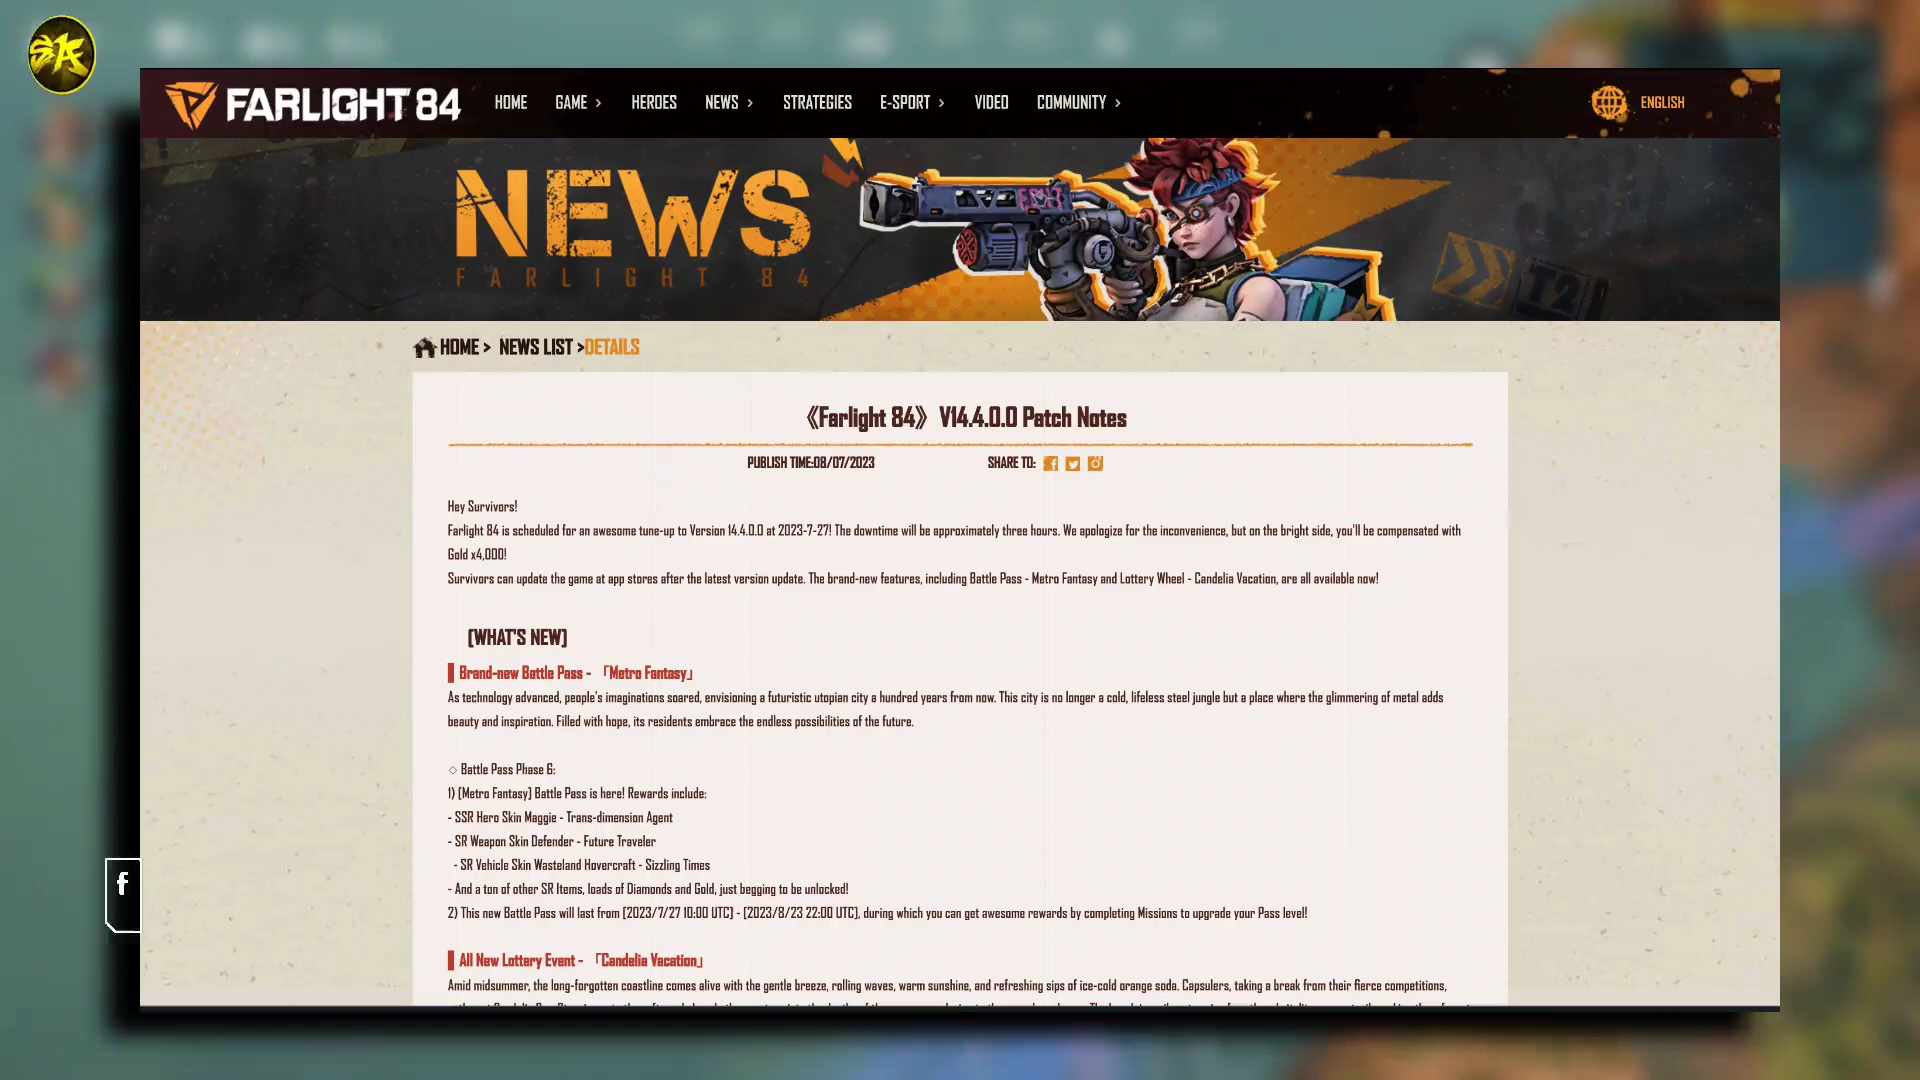 FARLIGHT 84
HOME GAME > HEROES NEWS > STRATEGIES E-SPORT > VIDEO COMMUNITY > ENGLISH
NEWS
FARLIGHT 84
HOME > NEWS LIST >DETAILS
《Farlight 84》 V14.4.0.0 Patch Notes
PUBLISH TIME:08/07/2023 SHARE TO:
Hey Survivors!
Farlight 84 is scheduled for an awesome tune-up to Version 14.4.0.0 at 2023-7-27! The downtime will be approximately three hours. We apologize for the inconvenience, but on the bright side, you'll be compensated with
Gold x4,000!
Survivors can update the game at app stores after the latest version update. The brand-new features, including Battle Pass - Metro Fantasy and Lottery Wheel - Candelia Vacation, are all available now!
[WHAT'S NEW]
Brand-new Battle Pass - 「Metro Fantasy」
As technology advanced, people's imaginations soared, envisioning a futuristic utopian city a hundred years from now. This city is no longer a cold, lifeless steel jungle but a place where the glimmering of metal adds
beauty and inspiration. Filled with hope, its residents embrace the endless possibilities of the future.
◇ Battle Pass Phase 6:
1) [Metro Fantasy] Battle Pass is here! Rewards include:
- SSR Hero Skin Maggie - Trans-dimension Agent
- SR Weapon Skin Defender - Future Traveler
- SR Vehicle Skin Wasteland Hovercraft - Sizzling Times
- And a ton of other SR Items, loads of Diamonds and Gold, just begging to be unlocked!
2) This new Battle Pass will last from [2023/7/27 10:00 UTC] - [2023/8/23 22:00 UTC], during which you can get awesome rewards by completing Missions to upgrade your Pass level!
All New Lottery Event - 「Candelia Vacation」
Amid midsummer, the long-forgotten coastline comes alive with the gentle breeze, rolling waves, warm sunshine, and refreshing sips of ice-cold orange soda. Capsulers, taking a break from their fierce competitions,